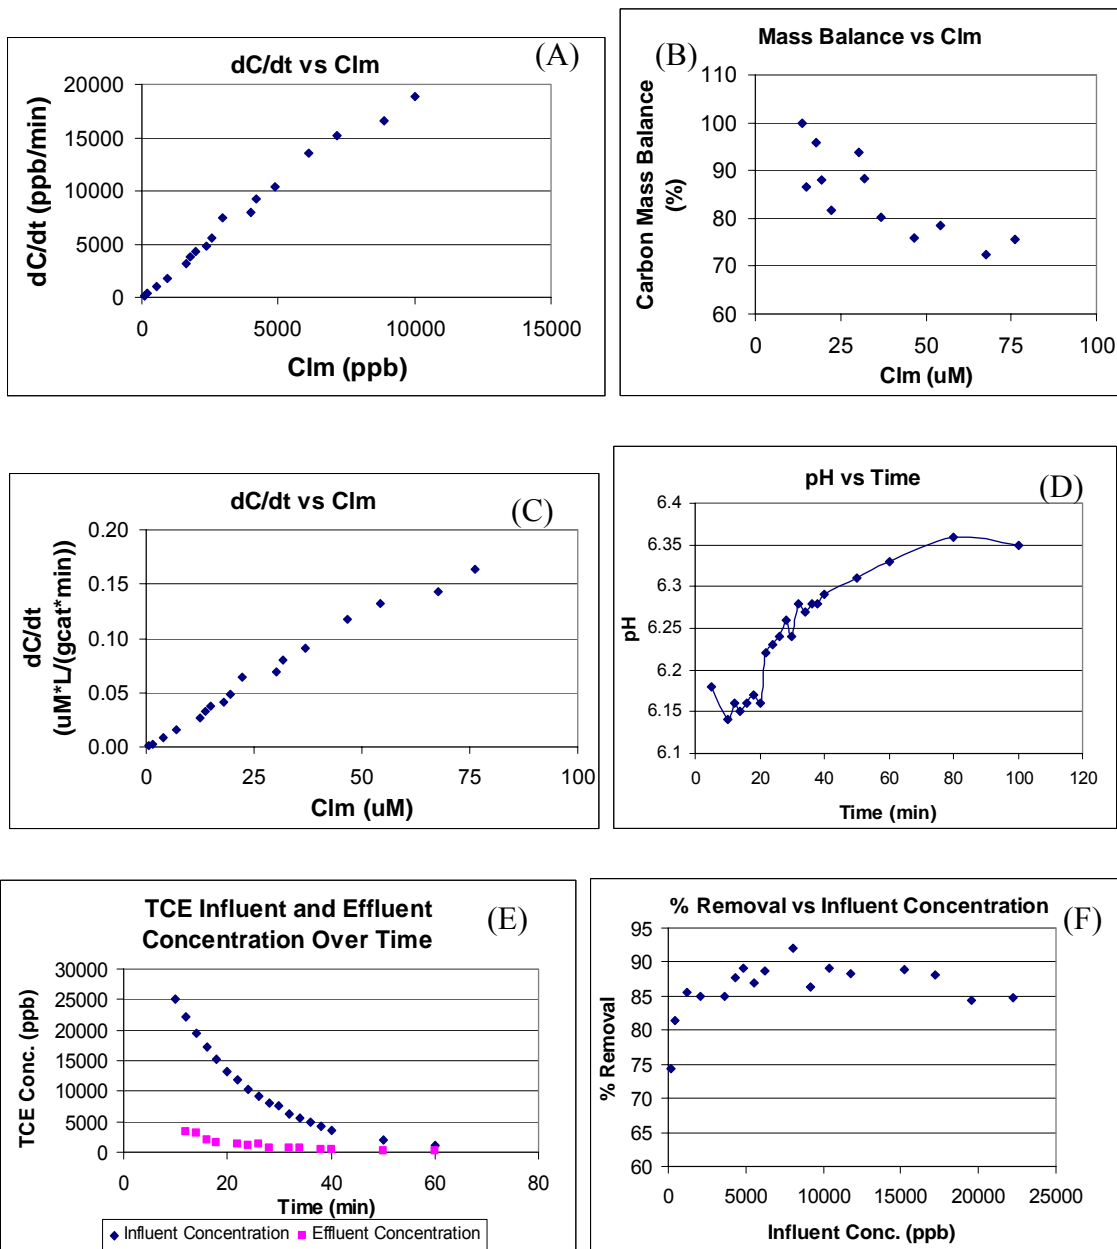 dC/dt vs Clm
(A)
dC/dt (ppb/min)
20000
15000
10000
5000
0
0 5000 10000 15000
Clm (ppb)
Mass Balance vs Clm
(B)
Carbon Mass Balance
(%)
110
100
90
80
70
60
0 25 50 75 100
Clm (uM)
dC/dt vs Clm
(C)
dC/dt
(uM*L/(gcat*min))
0.20
0.15
0.10
0.05
0.00
0 25 50 75 100
Clm (uM)
pH vs Time
(D)
pH
6.4
6.35
6.3
6.25
6.2
6.15
6.1
0 20 40 60 80 100 120
Time (min)
TCE Influent and Effluent
Concentration Over Time
(E)
TCE Conc. (ppb)
30000
25000
20000
15000
10000
5000
0
0 20 40 60 80
Time (min)
Influent Concentration Effluent Concentration
% Removal vs Influent Concentration
(F)
% Removal
95
90
85
80
75
70
65
60
0 5000 10000 15000 20000 25000
Influent Conc. (ppb)